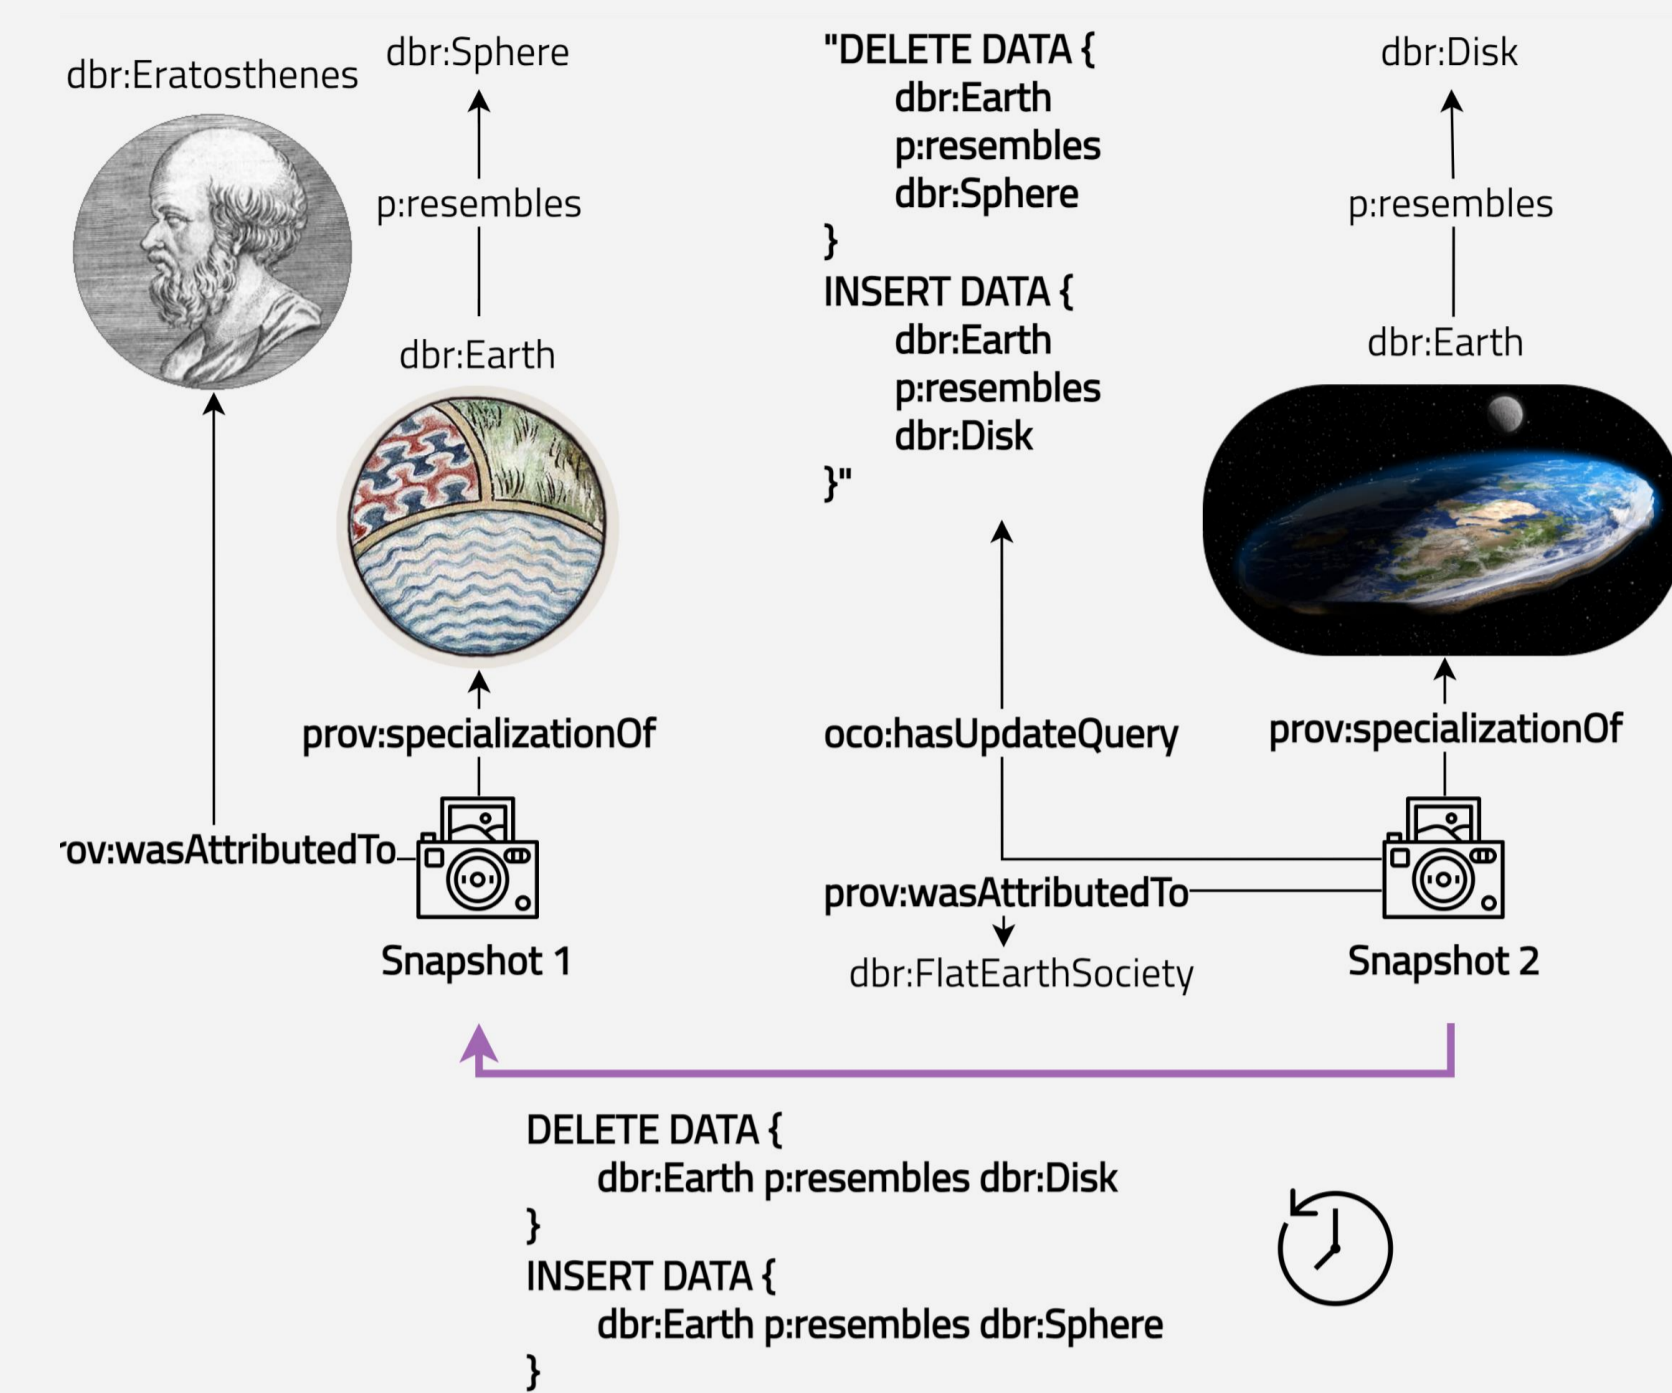 dbr:Eratosthenes
dbr:Sphere
p:resembles
dbr:Earth
prov:specializationOf
rov:wasAttributedTo
Snapshot 1
"DELETE DATA {
dbr:Earth
p:resembles
dbr:Sphere
}
INSERT DATA {
dbr:Earth
p:resembles
dbr:Disk
}"
oco:hasUpdateQuery
prov:wasAttributedTo
dbr:FlatEarthSociety
dbr:Disk
p:resembles
dbr:Earth
prov:specializationOf
Snapshot 2
DELETE DATA {
dbr:Earth p:resembles dbr:Disk
}
INSERT DATA {
dbr:Earth p:resembles dbr:Sphere
}